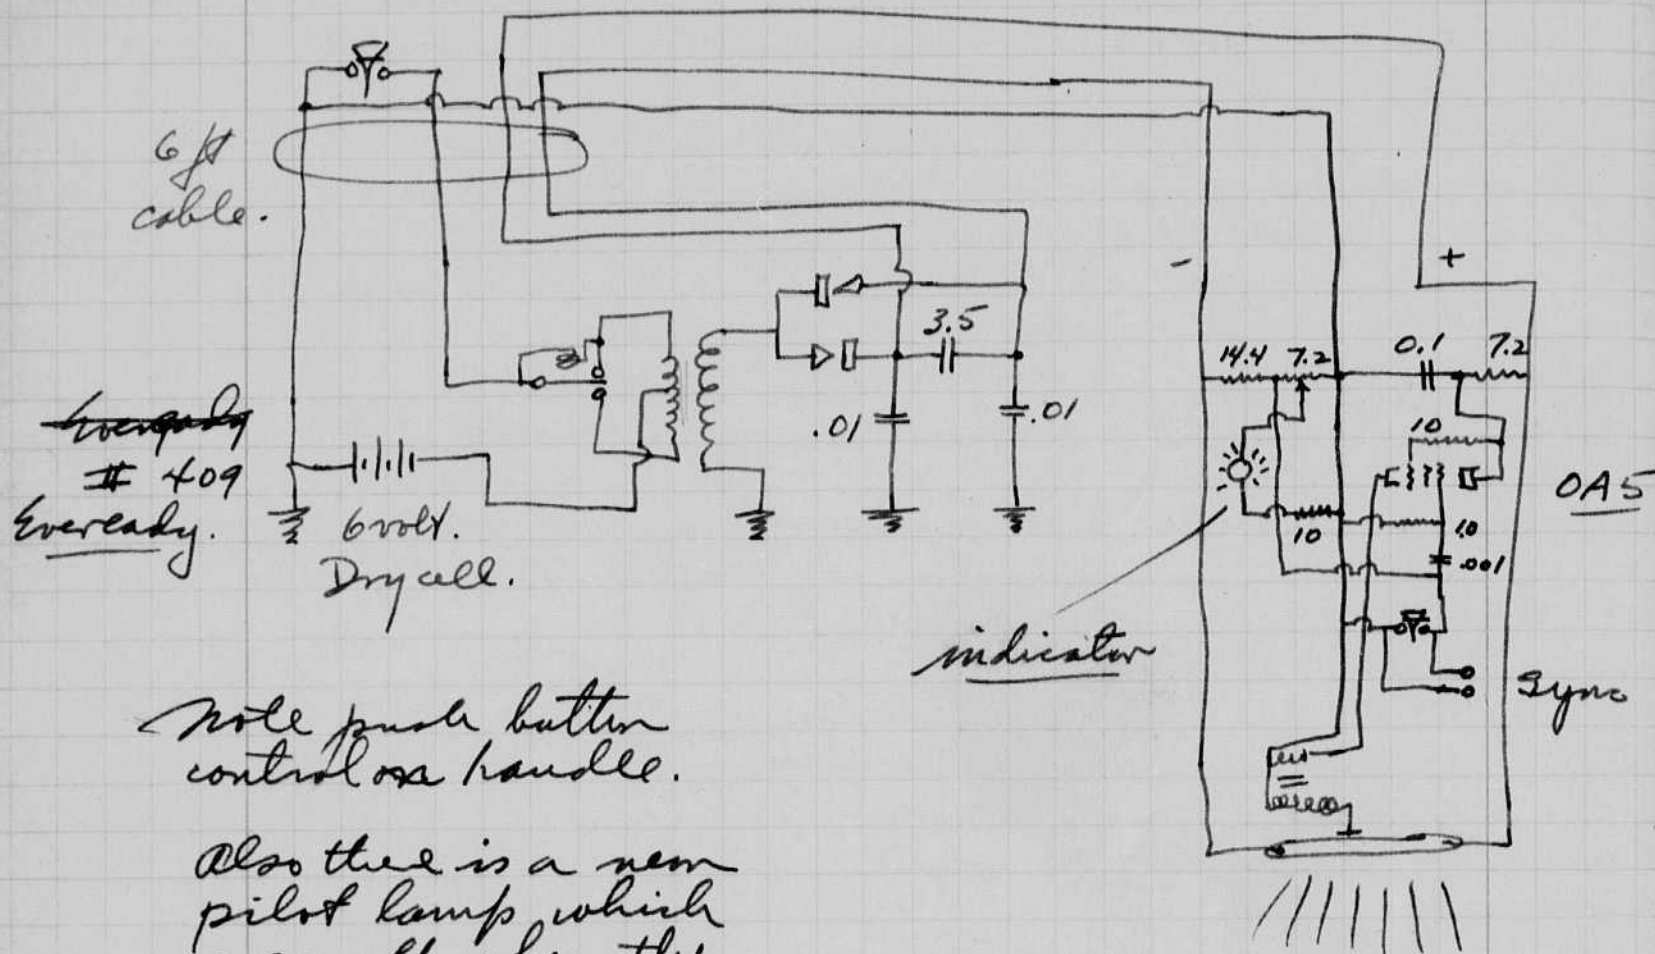 6 ft
cable.
Eveready
# 409
Eveready.
6 volt.
Dry cell.
3.5
.01
.01
-
+
14.4 7.2
0.1 7.2
10
OA5
10
10
.001
indicator
Sync
Note push button
control on handle.
Also there is a neon
pilot lamp which